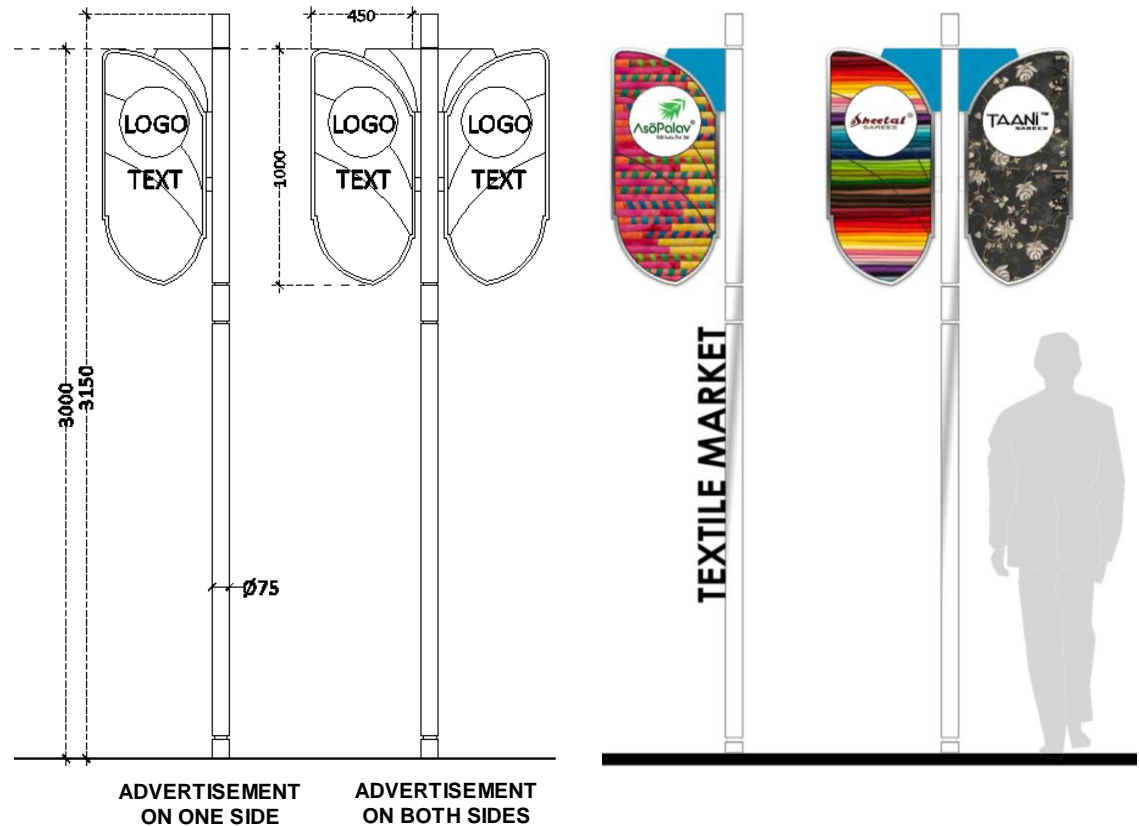 450
LOGO
TEXT
LOGO
TEXT
LOGO
TEXT
1000
3000
3150
Ø75
ADVERTISEMENT
ON ONE SIDE
ADVERTISEMENT
ON BOTH SIDES
AsōPalav®
Sheetal®
SAREES
TAANI™
SAREES
TEXTILE MARKET